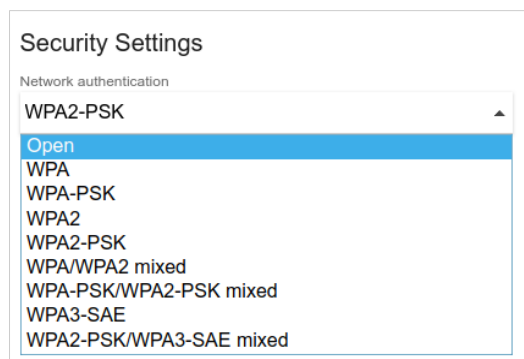 Security Settings
Network authentication
WPA2-PSK
Open
WPA
WPA-PSK
WPA2
WPA2-PSK
WPA/WPA2 mixed
WPA-PSK/WPA2-PSK mixed
WPA3-SAE
WPA2-PSK/WPA3-SAE mixed